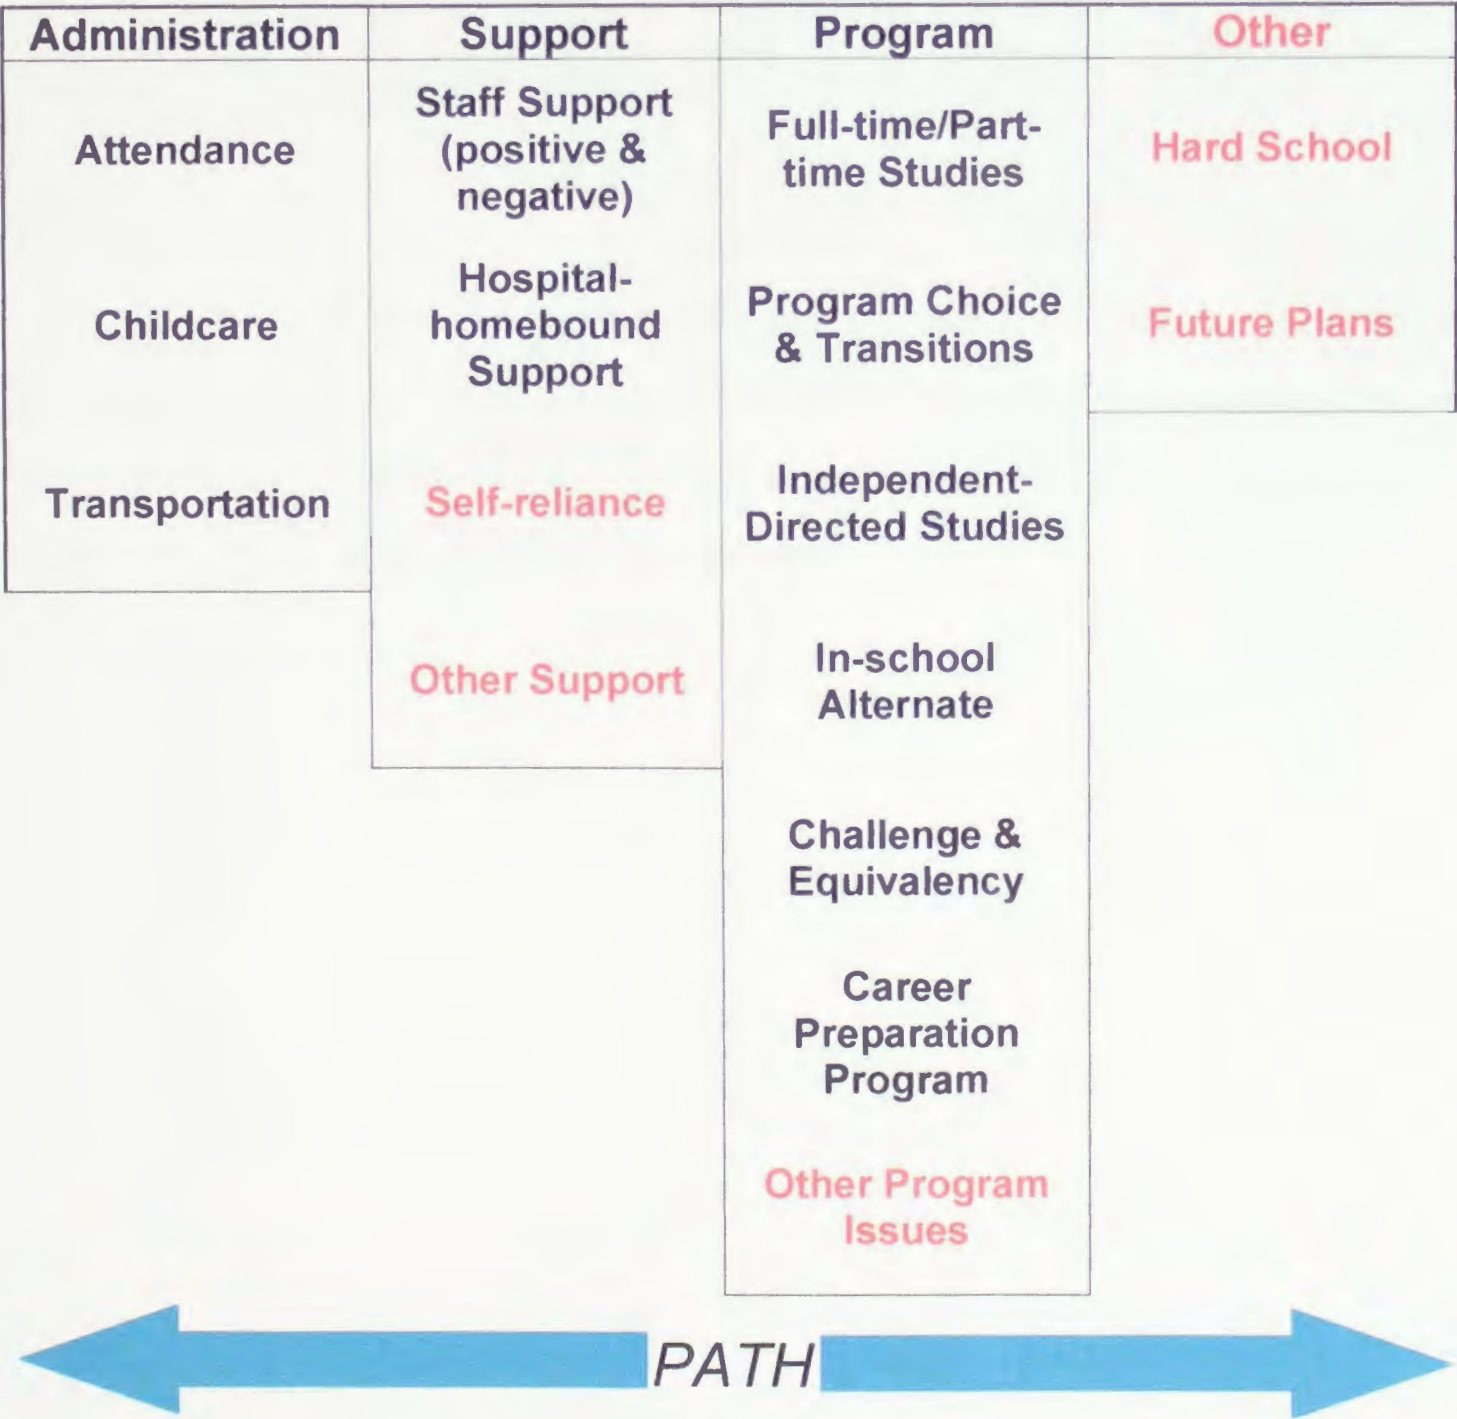 Administration
Support
Program
Other
Attendance
Staff Support
(positive &
negative)
Full-time/Part-
time Studies
Hard School
Childcare
Hospital-
homebound
Support
Program Choice
& Transitions
Future Plans
Transportation
Self-reliance
Independent-
Directed Studies
Other Support
In-school
Alternate
Challenge &
Equivalency
Career
Preparation
Program
Other Program
Issues
PATH